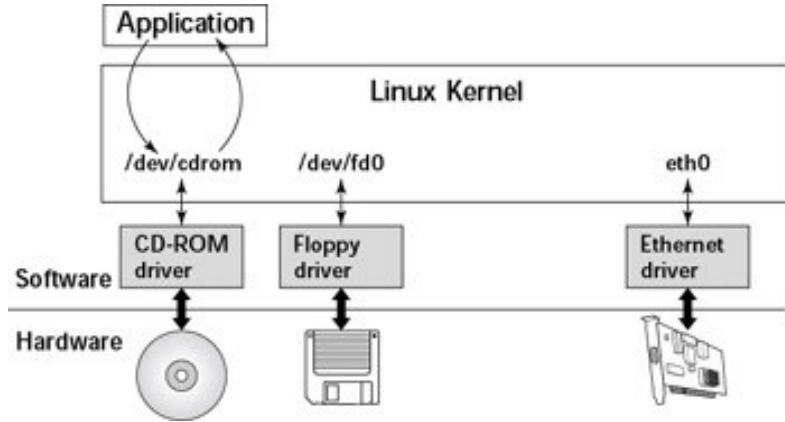 Application
Linux Kernel
/dev/cdrom
/dev/fd0
eth0
CD-ROM
driver
Floppy
driver
Ethernet
driver
Software
Hardware